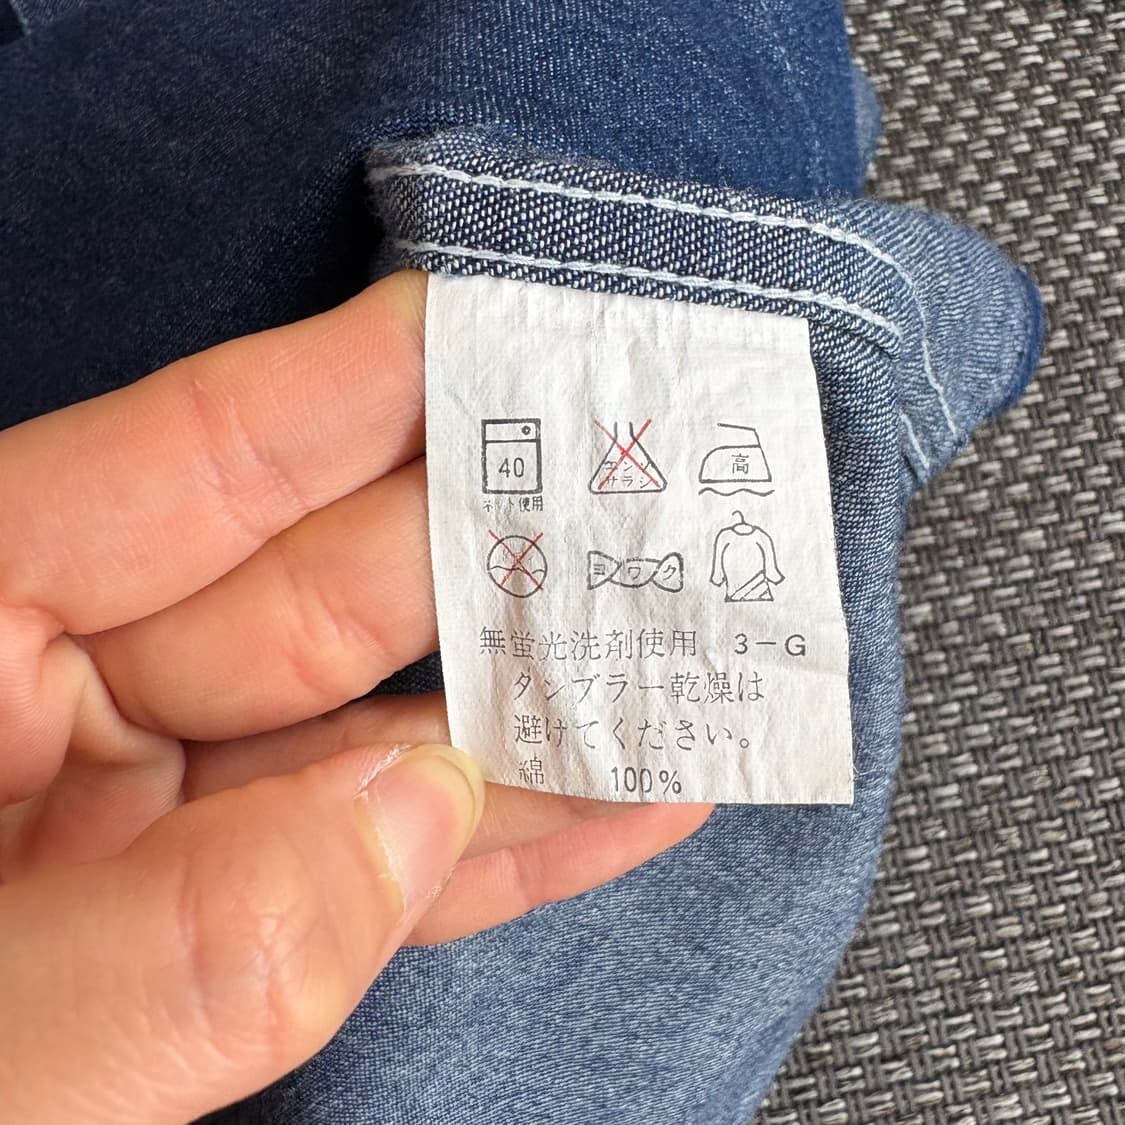 40 エンソ 高
サラシ
ネット使用
ヨワク
無蛍光洗剤使用 3-G
タンブラー乾燥は
避けてください。
綿 100%